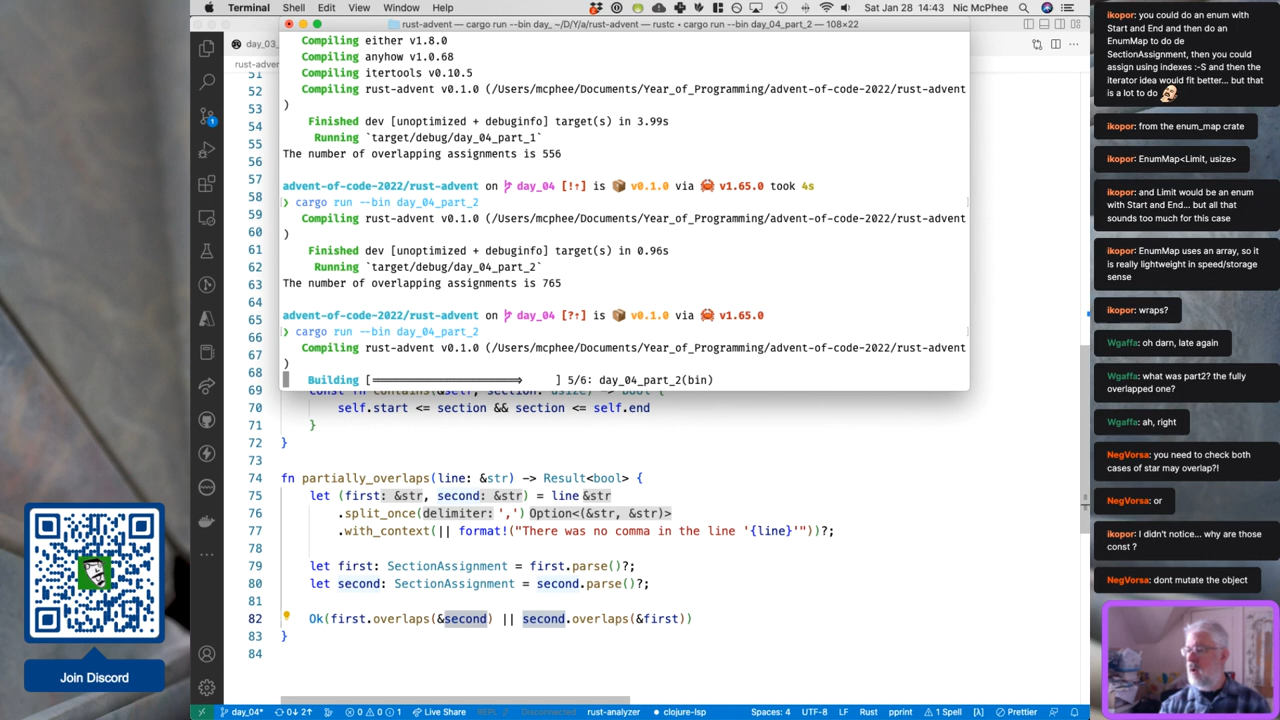 Terminal Shell Edit View Window Help
Sat Jan 28 14:43 Nic McPhee
rust-advent — cargo run --bin day_ ~/D/Y/a/rust-advent — rustc • cargo run --bin day_04_part_2 — 108×22
Compiling either v1.8.0
Compiling anyhow v1.0.68
Compiling itertools v0.10.5
Compiling rust-advent v0.1.0 (/Users/mcphee/Documents/Year_of_Programming/advent-of-code-2022/rust-advent
)
Finished dev [unoptimized + debuginfo] target(s) in 3.99s
Running `target/debug/day_04_part_1`
The number of overlapping assignments is 556
advent-of-code-2022/rust-advent on day_04 [!↑] is v0.1.0 via v1.65.0 took 4s
❯ cargo run --bin day_04_part_2
Compiling rust-advent v0.1.0 (/Users/mcphee/Documents/Year_of_Programming/advent-of-code-2022/rust-advent
)
Finished dev [unoptimized + debuginfo] target(s) in 0.96s
Running `target/debug/day_04_part_2`
The number of overlapping assignments is 765
advent-of-code-2022/rust-advent on day_04 [?↑] is v0.1.0 via v1.65.0
❯ cargo run --bin day_04_part_2
Compiling rust-advent v0.1.0 (/Users/mcphee/Documents/Year_of_Programming/advent-of-code-2022/rust-advent
)
Building [=====================> ] 5/6: day_04_part_2(bin)
day_03_
rust-advent
51
52
53
54
55
56
57
58
59
60
61
62
63
64
65
66
67
68
69
70 self.start <= section && section <= self.end
71 }
72 }
73
74 fn partially_overlaps(line: &str) -> Result<bool> {
75 let (first: &str, second: &str) = line &str
76 .split_once(delimiter: ',') Option<(&str, &str)>
77 .with_context(|| format!("There was no comma in the line '{line}'"))?;
78
79 let first: SectionAssignment = first.parse()?;
80 let second: SectionAssignment = second.parse()?;
81
82 Ok(first.overlaps(&second) || second.overlaps(&first))
83 }
84
day_04* 0↓ 2↑ 0 0 1 Live Share rust-analyzer clojure-lsp Spaces: 4 UTF-8 LF Rust pprint 1 Spell Prettier
Join Discord
ikopor: you could do an enum with
Start and End and then do an
EnumMap to do de
SectionAssignment, then you could
assign using indexes :-S and then the
iterator idea would fit better... but that
is a lot to do
ikopor: from the enum_map crate
ikopor: EnumMap<Limit, usize>
ikopor: and Limit would be an enum
with Start and End... but all that
sounds too much for this case
ikopor: EnumMap uses an array, so it
is really lightweight in speed/storage
sense
ikopor: wraps?
Wgaffa: oh darn, late again
Wgaffa: what was part2? the fully
overlapped one?
Wgaffa: ah, right
NegVorsa: you need to check both
cases of star may overlap?!
NegVorsa: or
ikopor: I didn't notice... why are those
const ?
NegVorsa: dont mutate the object